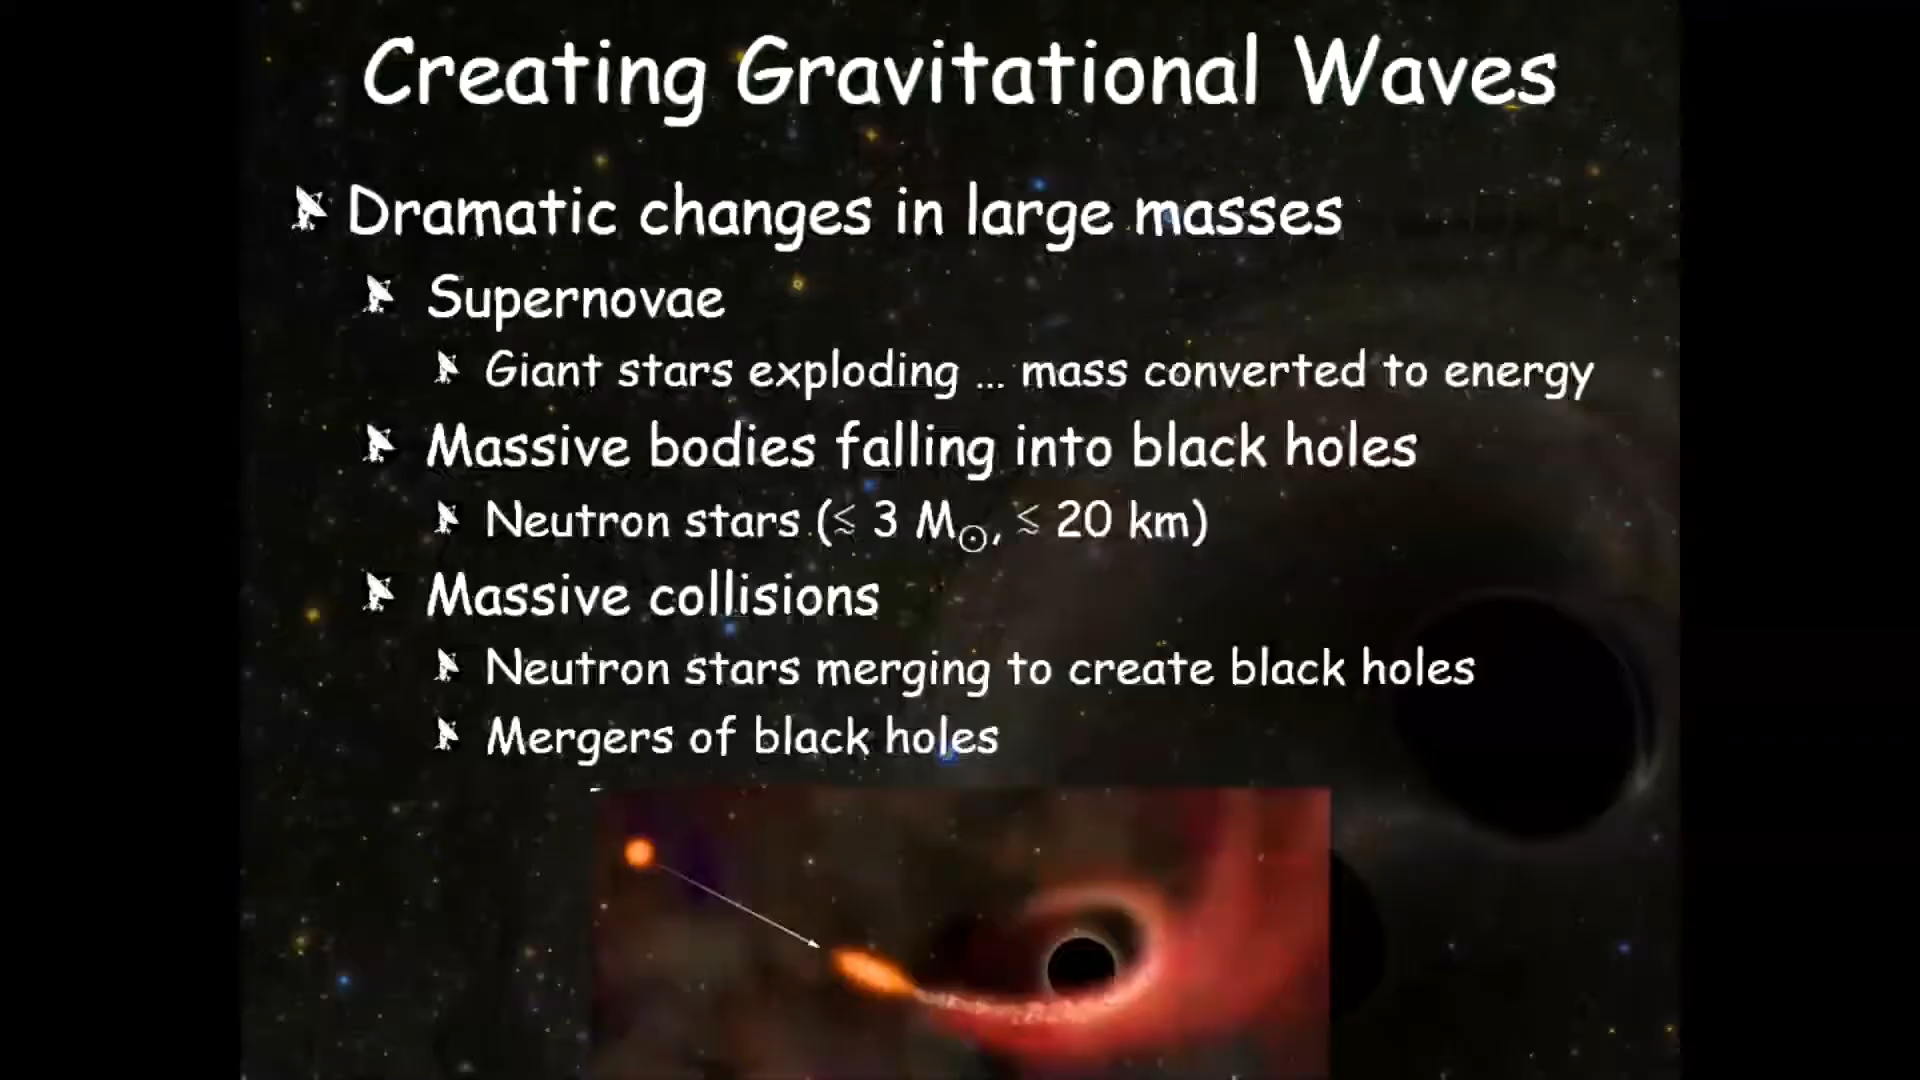 Creating Gravitational Waves
Dramatic changes in large masses
Supernovae
Giant stars exploding ... mass converted to energy
Massive bodies falling into black holes
Neutron stars (≲ 3 M☉, ≲ 20 km)
Massive collisions
Neutron stars merging to create black holes
Mergers of black holes